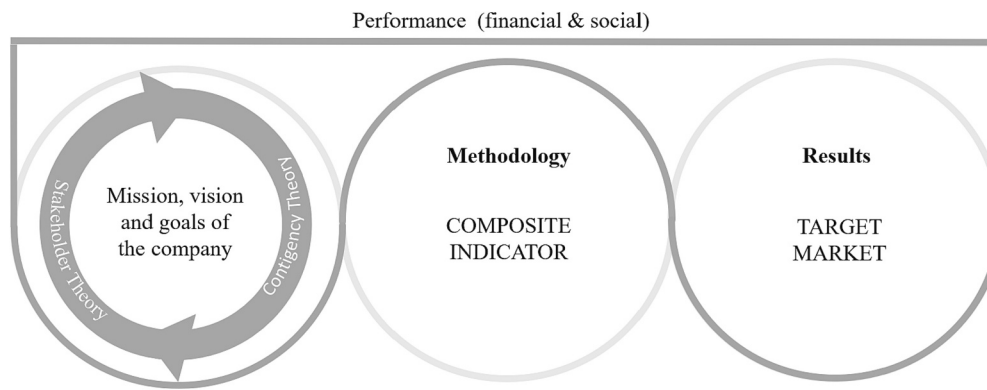 Performance (financial & social)
Stakeholder Theory
Mission, vision
and goals of
the company
Contigency Theory
Methodology
COMPOSITE
INDICATOR
Results
TARGET
MARKET